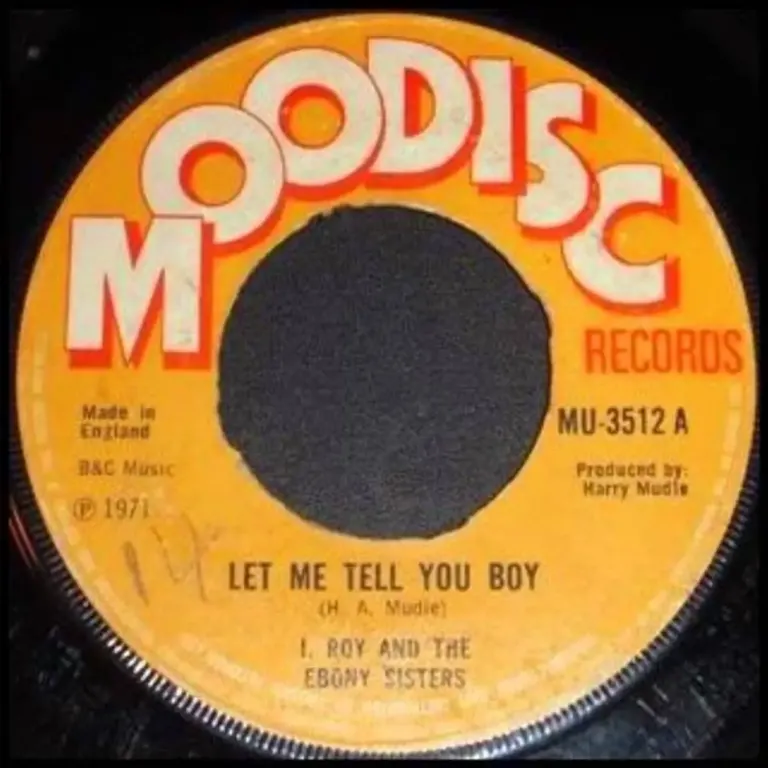 MOODISC
RECORDS
Made in
England
B&C Music
℗ 1971
MU-3512 A
Produced by:
Harry Mudie
14
LET ME TELL YOU BOY
(H. A. Mudie)
I. ROY AND THE
EBONY SISTERS